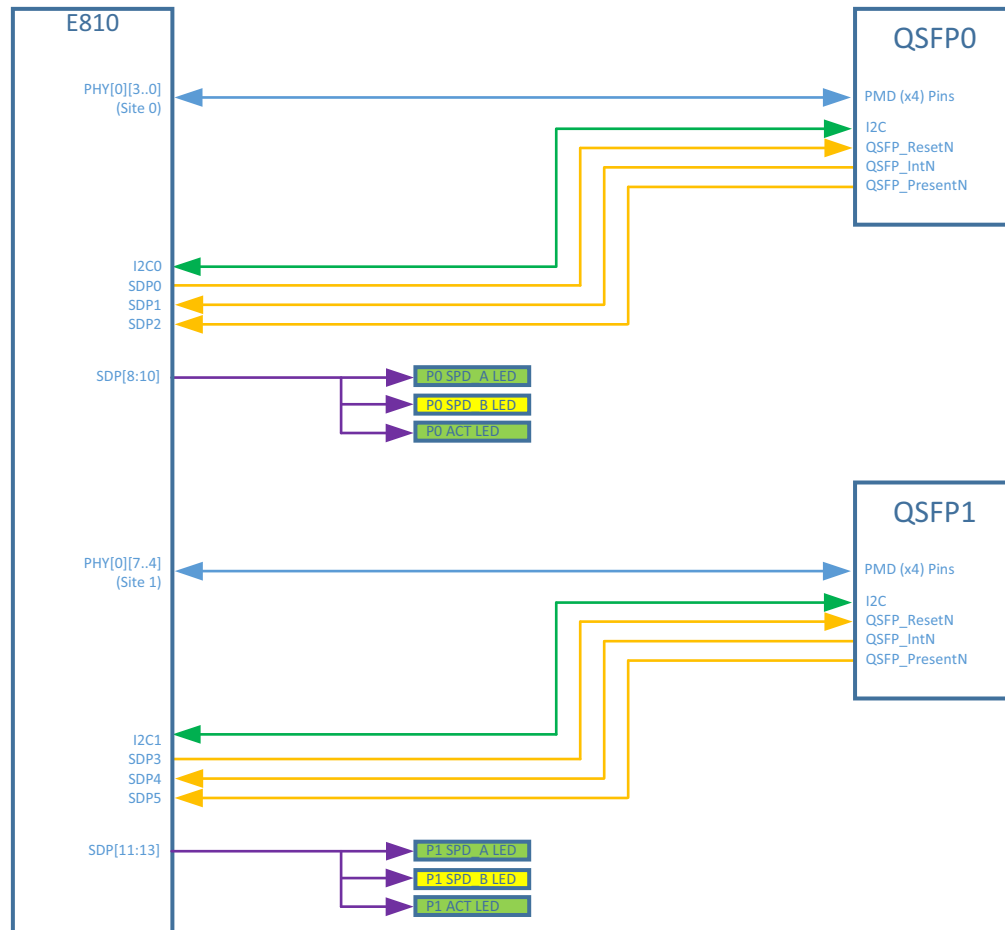 E810
QSFP0
PHY[0][3..0]
(Site 0)
PMD (x4) Pins
I2C
QSFP_ResetN
QSFP_IntN
QSFP_PresentN
I2C0
SDP0
SDP1
SDP2
SDP[8:10]
P0 SPD_A LED
P0 SPD_B LED
P0 ACT LED
QSFP1
PHY[0][7..4]
(Site 1)
PMD (x4) Pins
I2C
QSFP_ResetN
QSFP_IntN
QSFP_PresentN
I2C1
SDP3
SDP4
SDP5
SDP[11:13]
P1 SPD_A LED
P1 SPD_B LED
P1 ACT LED